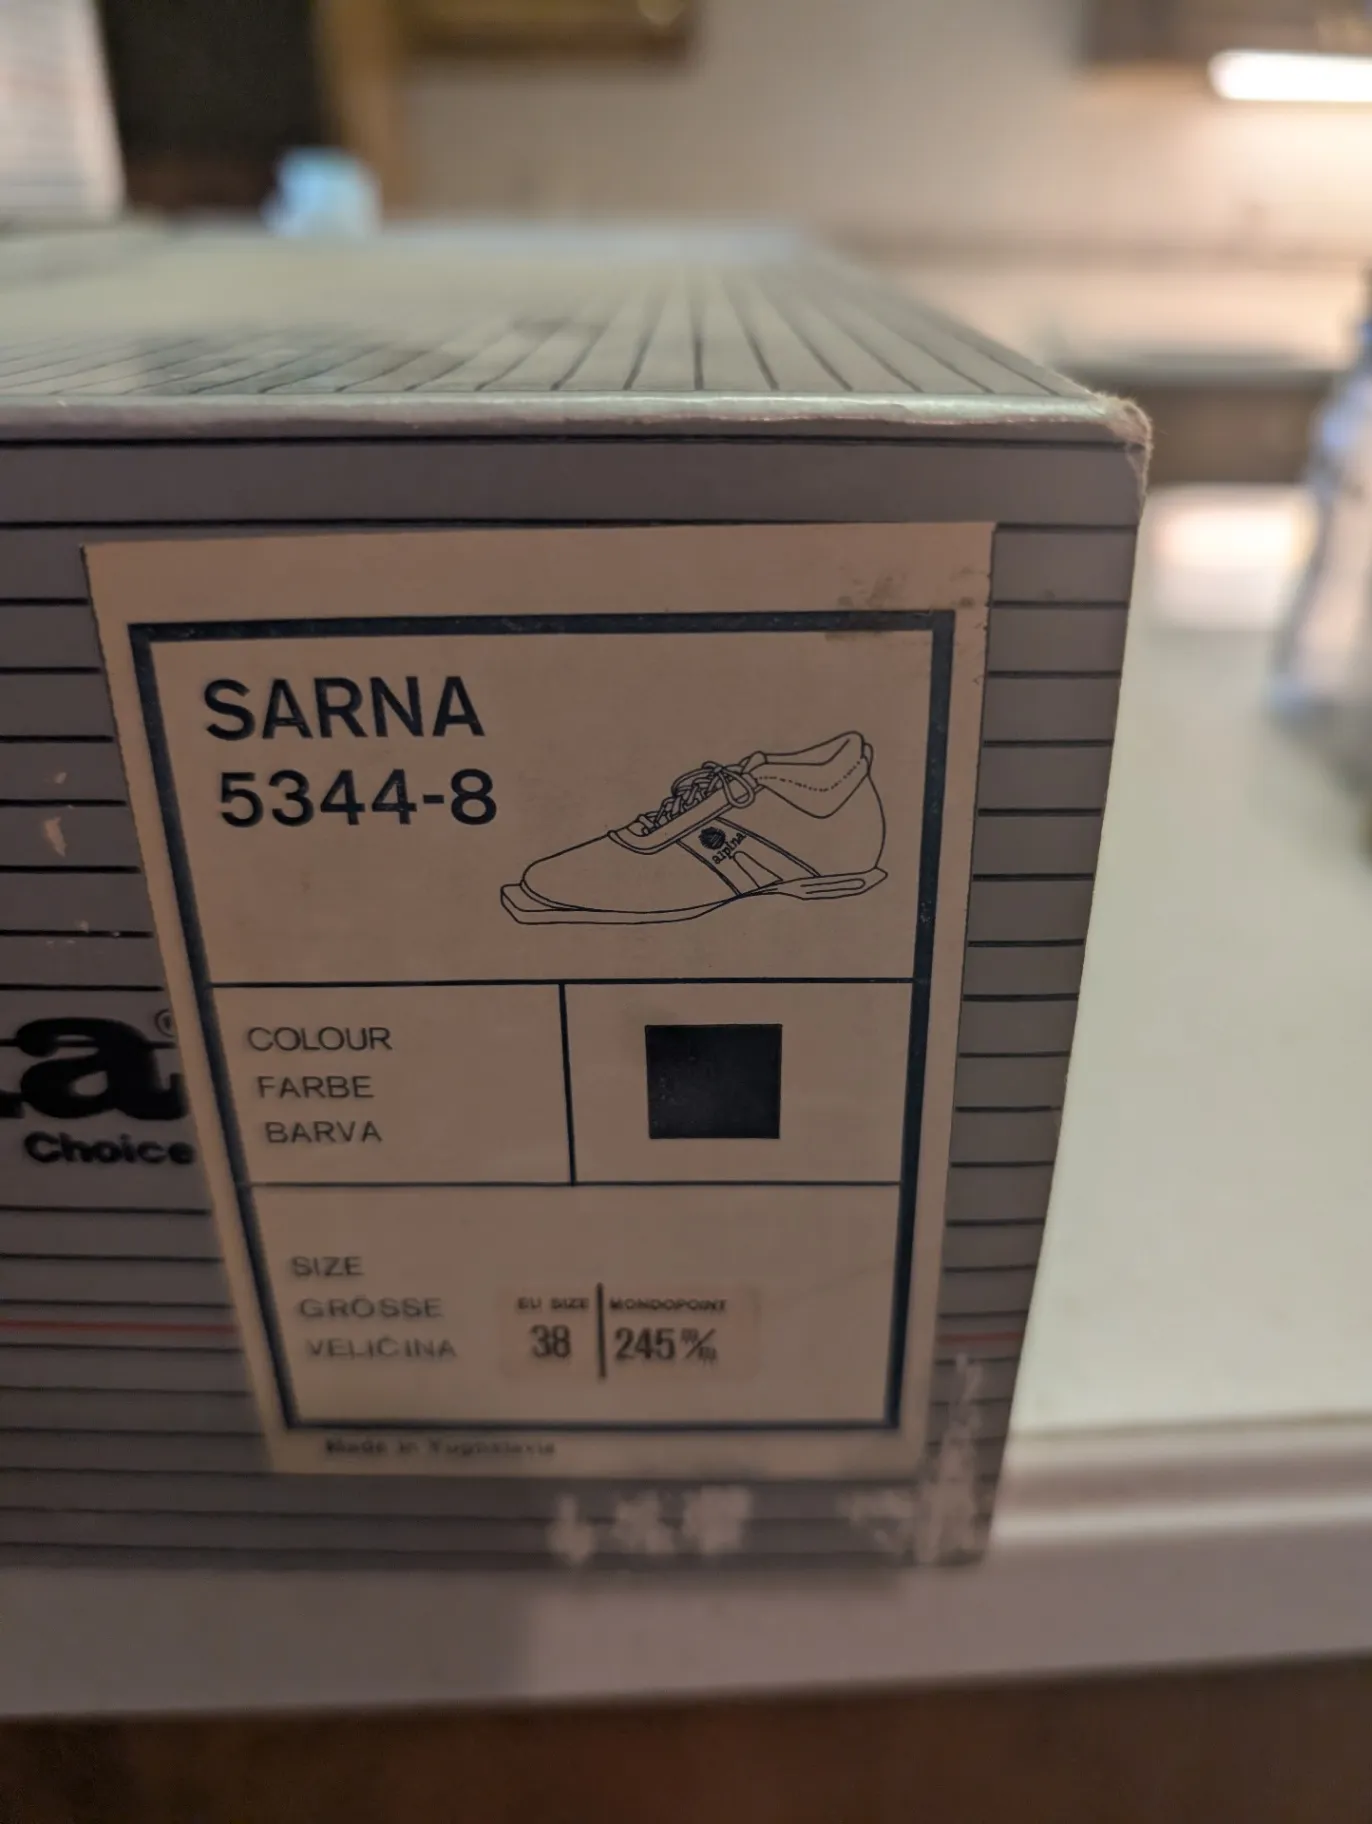 SARNA
5344-8
alpina
COLOUR
FARBE
BARVA
a®
Choice
SIZE
GRÖSSE
VELIČINA
EU SIZE | MONDOPOINT
38 | 245 m/m
Made in Yugoslavia